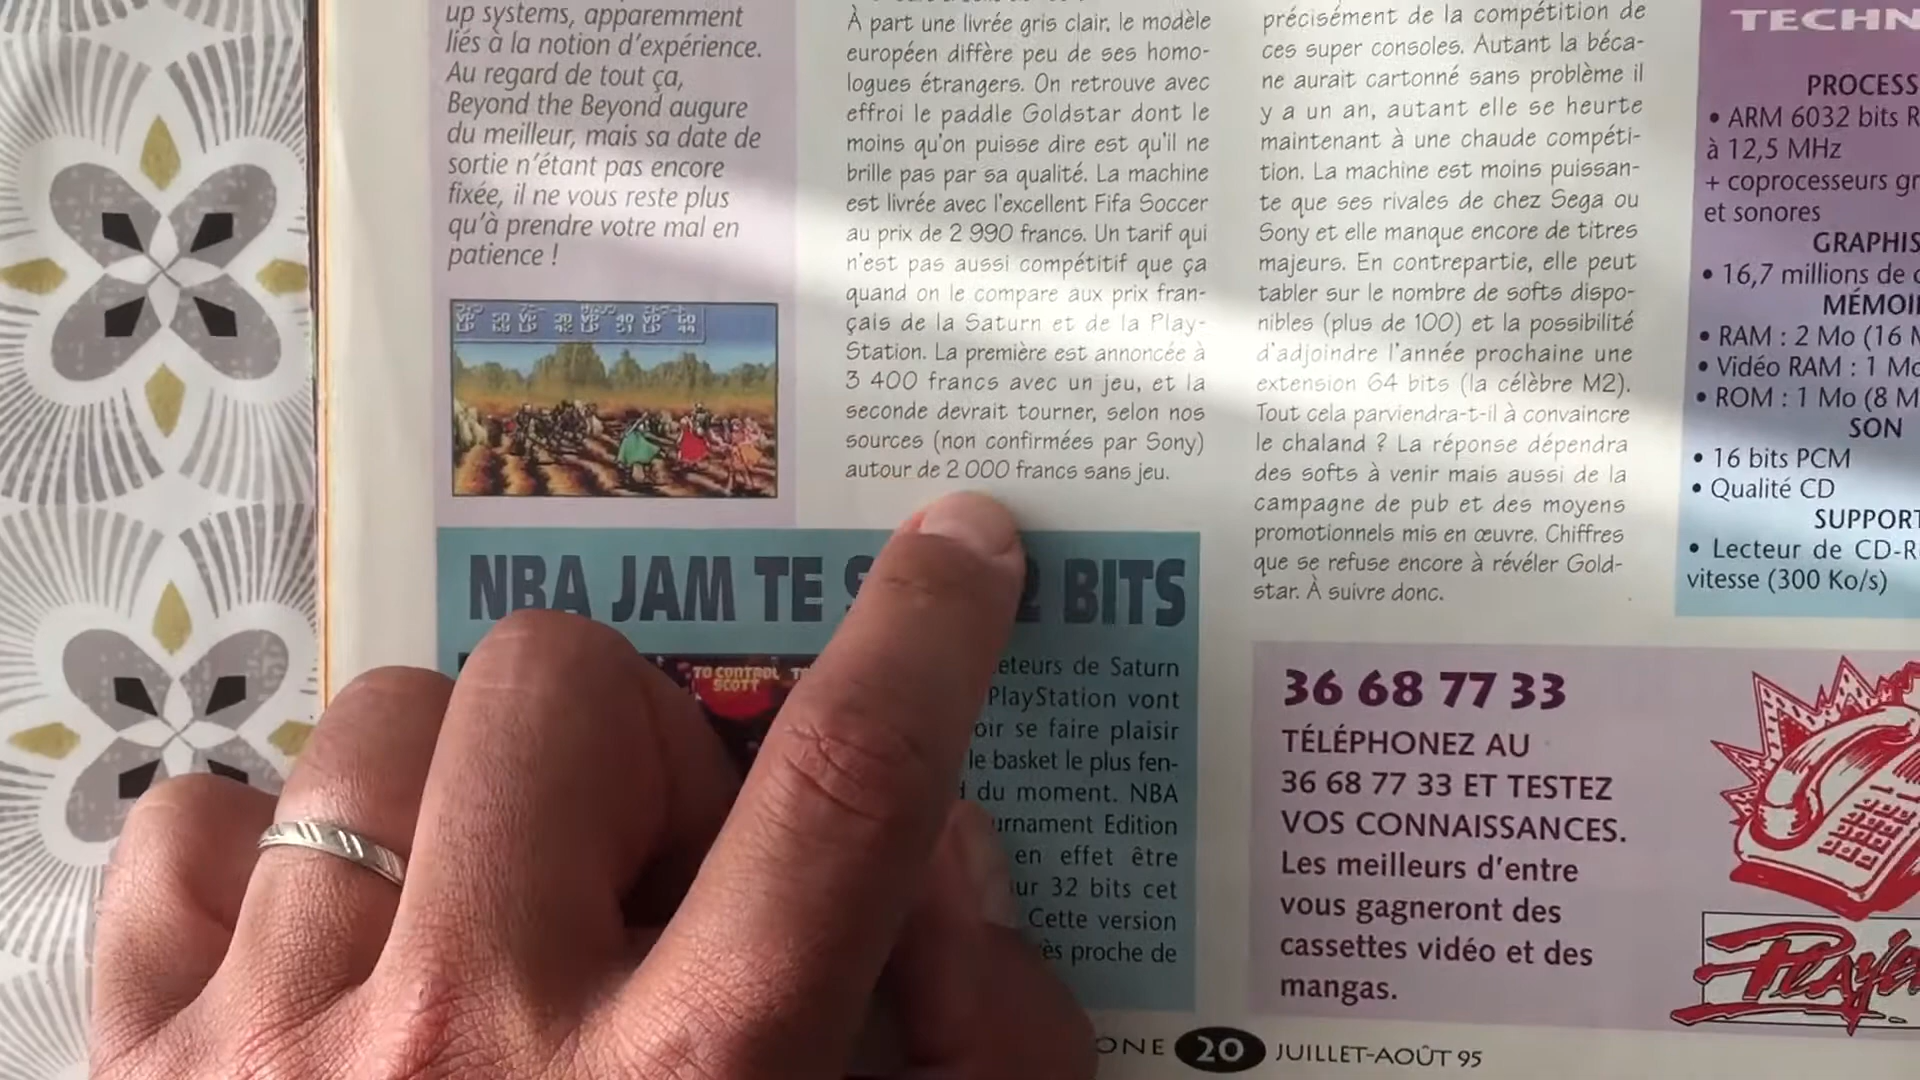 up systems, apparemment
liés à la notion d'expérience.
Au regard de tout ça,
Beyond the Beyond augure
du meilleur, mais sa date de
sortie n'étant pas encore
fixée, il ne vous reste plus
qu'à prendre votre mal en
patience !
À part une livrée gris clair, le modèle
européen diffère peu de ses homo-
logues étrangers. On retrouve avec
effroi le paddle Goldstar dont le
moins qu'on puisse dire est qu'il ne
brille pas par sa qualité. La machine
est livrée avec l'excellent Fifa Soccer
au prix de 2 990 francs. Un tarif qui
n'est pas aussi compétitif que ça
quand on le compare aux prix fran-
çais de la Saturn et de la Play-
Station. La première est annoncée à
3 400 francs avec un jeu, et la
seconde devrait tourner, selon nos
sources (non confirmées par Sony)
autour de 2 000 francs sans jeu.
précisément de la compétition de
ces super consoles. Autant la béca-
ne aurait cartonné sans problème il
y a un an, autant elle se heurte
maintenant à une chaude compéti-
tion. La machine est moins puissan-
te que ses rivales de chez Sega ou
Sony et elle manque encore de titres
majeurs. En contrepartie, elle peut
tabler sur le nombre de softs dispo-
nibles (plus de 100) et la possibilité
d'adjoindre l'année prochaine une
extension 64 bits (la célèbre M2).
Tout cela parviendra-t-il à convaincre
le chaland ? La réponse dépendra
des softs à venir mais aussi de la
campagne de pub et des moyens
promotionnels mis en œuvre. Chiffres
que se refuse encore à révéler Gold-
star. À suivre donc.
TECHN
PROCESS
• ARM 6032 bits R
à 12,5 MHz
+ coprocesseurs gr
et sonores
GRAPHIS
• 16,7 millions de c
MÉMOI
• RAM : 2 Mo (16 M
• Vidéo RAM : 1 Mo
• ROM : 1 Mo (8 M
SON
• 16 bits PCM
• Qualité CD
SUPPORT
• Lecteur de CD-R
vitesse (300 Ko/s)
NBA JAM TE BITS
TO CONTROL
SCOTT
eteurs de Saturn
PlayStation vont
oir se faire plaisir
le basket le plus fen-
du moment. NBA
urnament Edition
en effet être
ur 32 bits cet
Cette version
ès proche de
36 68 77 33
TÉLÉPHONEZ AU
36 68 77 33 ET TESTEZ
VOS CONNAISSANCES.
Les meilleurs d'entre
vous gagneront des
cassettes vidéo et des
mangas.
Playe
ONE 20 JUILLET-AOÛT 95